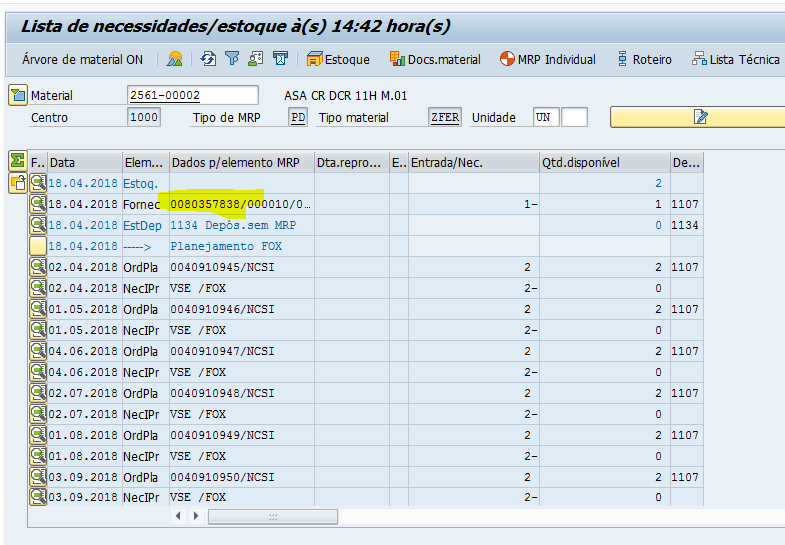 Lista de necessidades/estoque à(s) 14:42 hora(s)
Árvore de material ON Estoque Docs.material MRP Individual Roteiro Lista Técnica
Material 2561-00002 ASA CR DCR 11H M.01
Centro 1000 Tipo de MRP PD Tipo material ZFER Unidade UN
F.. Data Elem... Dados p/elemento MRP Dta.repro... E.. Entrada/Nec. Qtd.disponível De...
18.04.2018 Estoq. 2
18.04.2018 Fornec 0080357838/000010/0… 1- 1 1107
18.04.2018 EstDep 1134 Depós.sem MRP 0 1134
18.04.2018 -----> Planejamento FOX
02.04.2018 OrdPla 0040910945/NCSI 2 2 1107
02.04.2018 NecIPr VSE /FOX 2- 0
01.05.2018 OrdPla 0040910946/NCSI 2 2 1107
01.05.2018 NecIPr VSE /FOX 2- 0
04.06.2018 OrdPla 0040910947/NCSI 2 2 1107
04.06.2018 NecIPr VSE /FOX 2- 0
02.07.2018 OrdPla 0040910948/NCSI 2 2 1107
02.07.2018 NecIPr VSE /FOX 2- 0
01.08.2018 OrdPla 0040910949/NCSI 2 2 1107
01.08.2018 NecIPr VSE /FOX 2- 0
03.09.2018 OrdPla 0040910950/NCSI 2 2 1107
03.09.2018 NecIPr VSE /FOX 2- 0